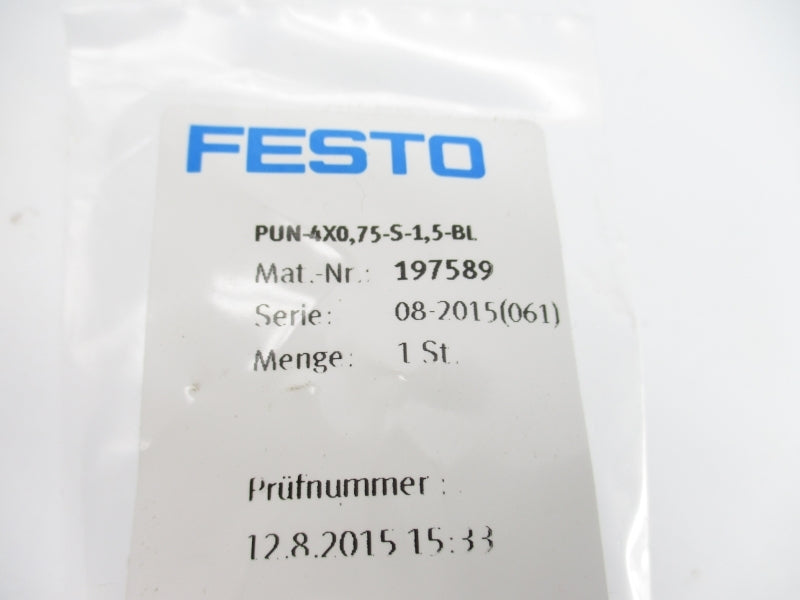 FESTO
PUN-4X0,75-S-1,5-BL
Mat.-Nr.: 197589
Serie: 08-2015(061)
Menge: 1 St.
Prüfnummer :
12.8.2015 15:33